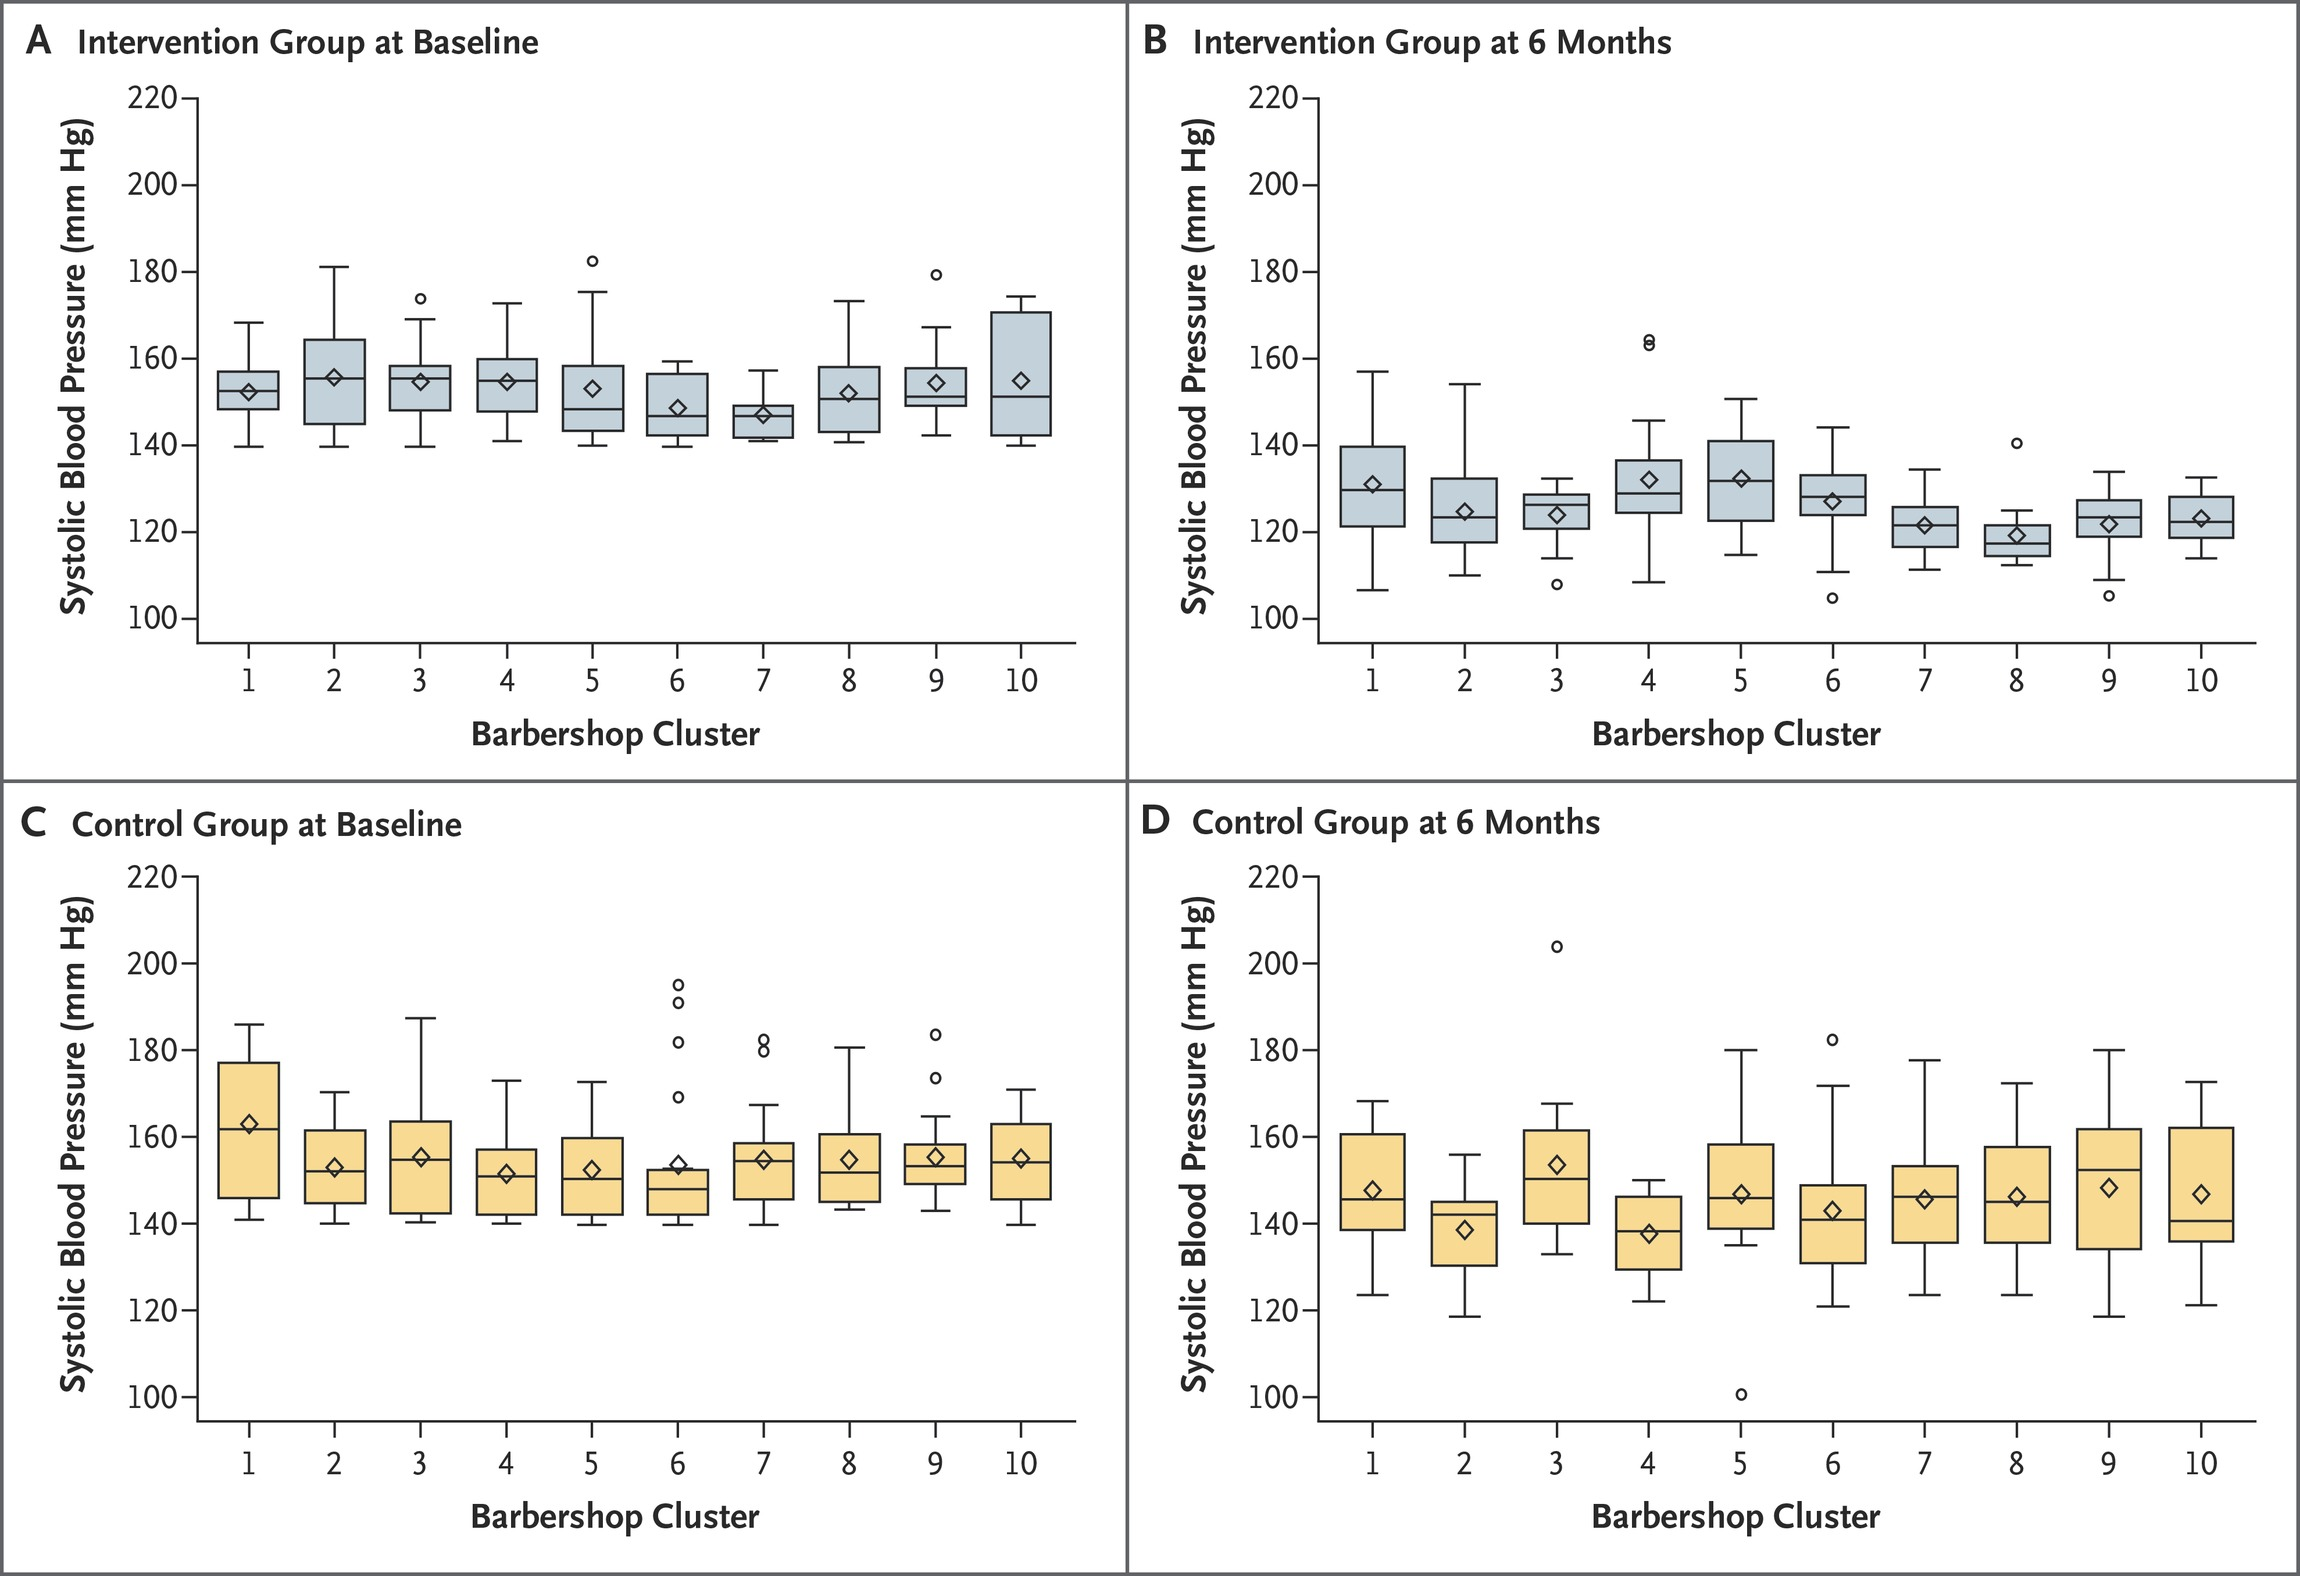 A Intervention Group at Baseline
Systolic Blood Pressure (mm Hg)
220
200
180
160
140
120
100
1 2 3 4 5 6 7 8 9 10
Barbershop Cluster
B Intervention Group at 6 Months
Systolic Blood Pressure (mm Hg)
220
200
180
160
140
120
100
1 2 3 4 5 6 7 8 9 10
Barbershop Cluster
C Control Group at Baseline
Systolic Blood Pressure (mm Hg)
220
200
180
160
140
120
100
1 2 3 4 5 6 7 8 9 10
Barbershop Cluster
D Control Group at 6 Months
Systolic Blood Pressure (mm Hg)
220
200
180
160
140
120
100
1 2 3 4 5 6 7 8 9 10
Barbershop Cluster